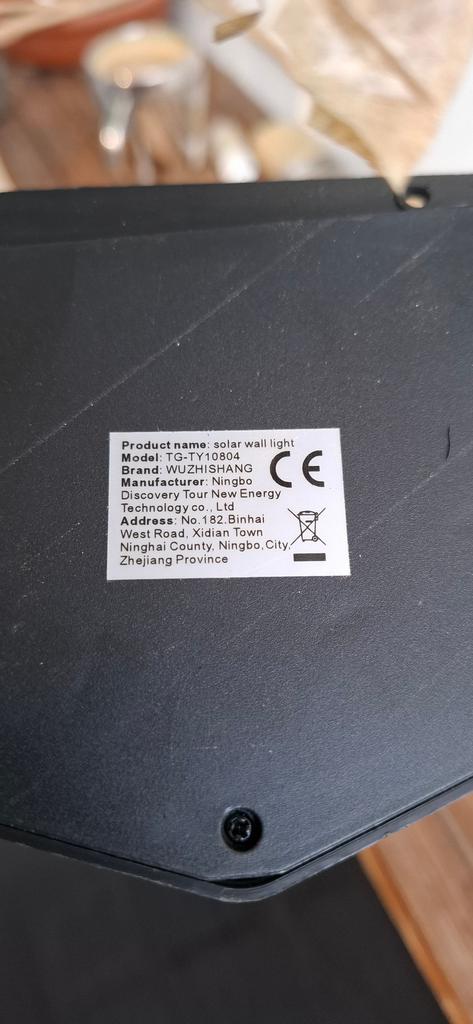 Product name: solar wall light
Model: TG-TY10804
Brand: WUZHISHANG
Manufacturer: Ningbo
Discovery Tour New Energy
Technology co., Ltd
Address: No.182.Binhai
West Road, Xidian Town
Ninghai County, Ningbo,City,
Zhejiang Province
CE